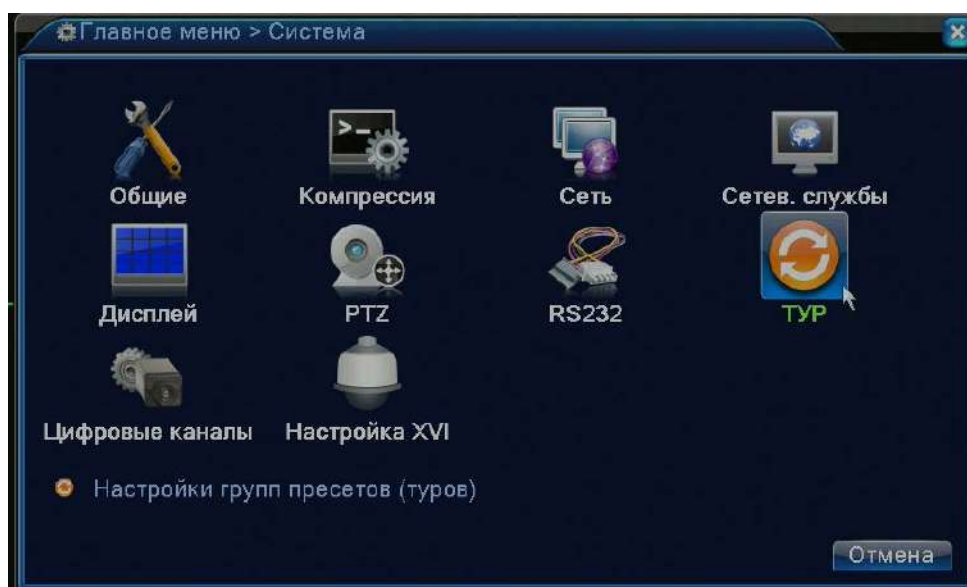 Главное меню > Система
Общие
Компрессия
Сеть
Сетев. службы
Дисплей
PTZ
RS232
ТУР
Цифровые каналы
Настройка XVI
Настройки групп пресетов (туров)
Отмена